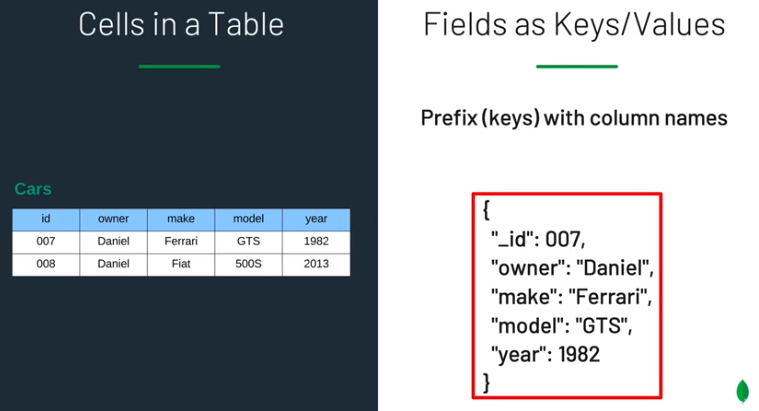 Cells in a Table
Cars
id owner make model year
007 Daniel Ferrari GTS 1982
008 Daniel Fiat 500S 2013
Fields as Keys/Values
Prefix (keys) with column names
{
"_id": 007,
"owner": "Daniel",
"make": "Ferrari",
"model": "GTS",
"year": 1982
}